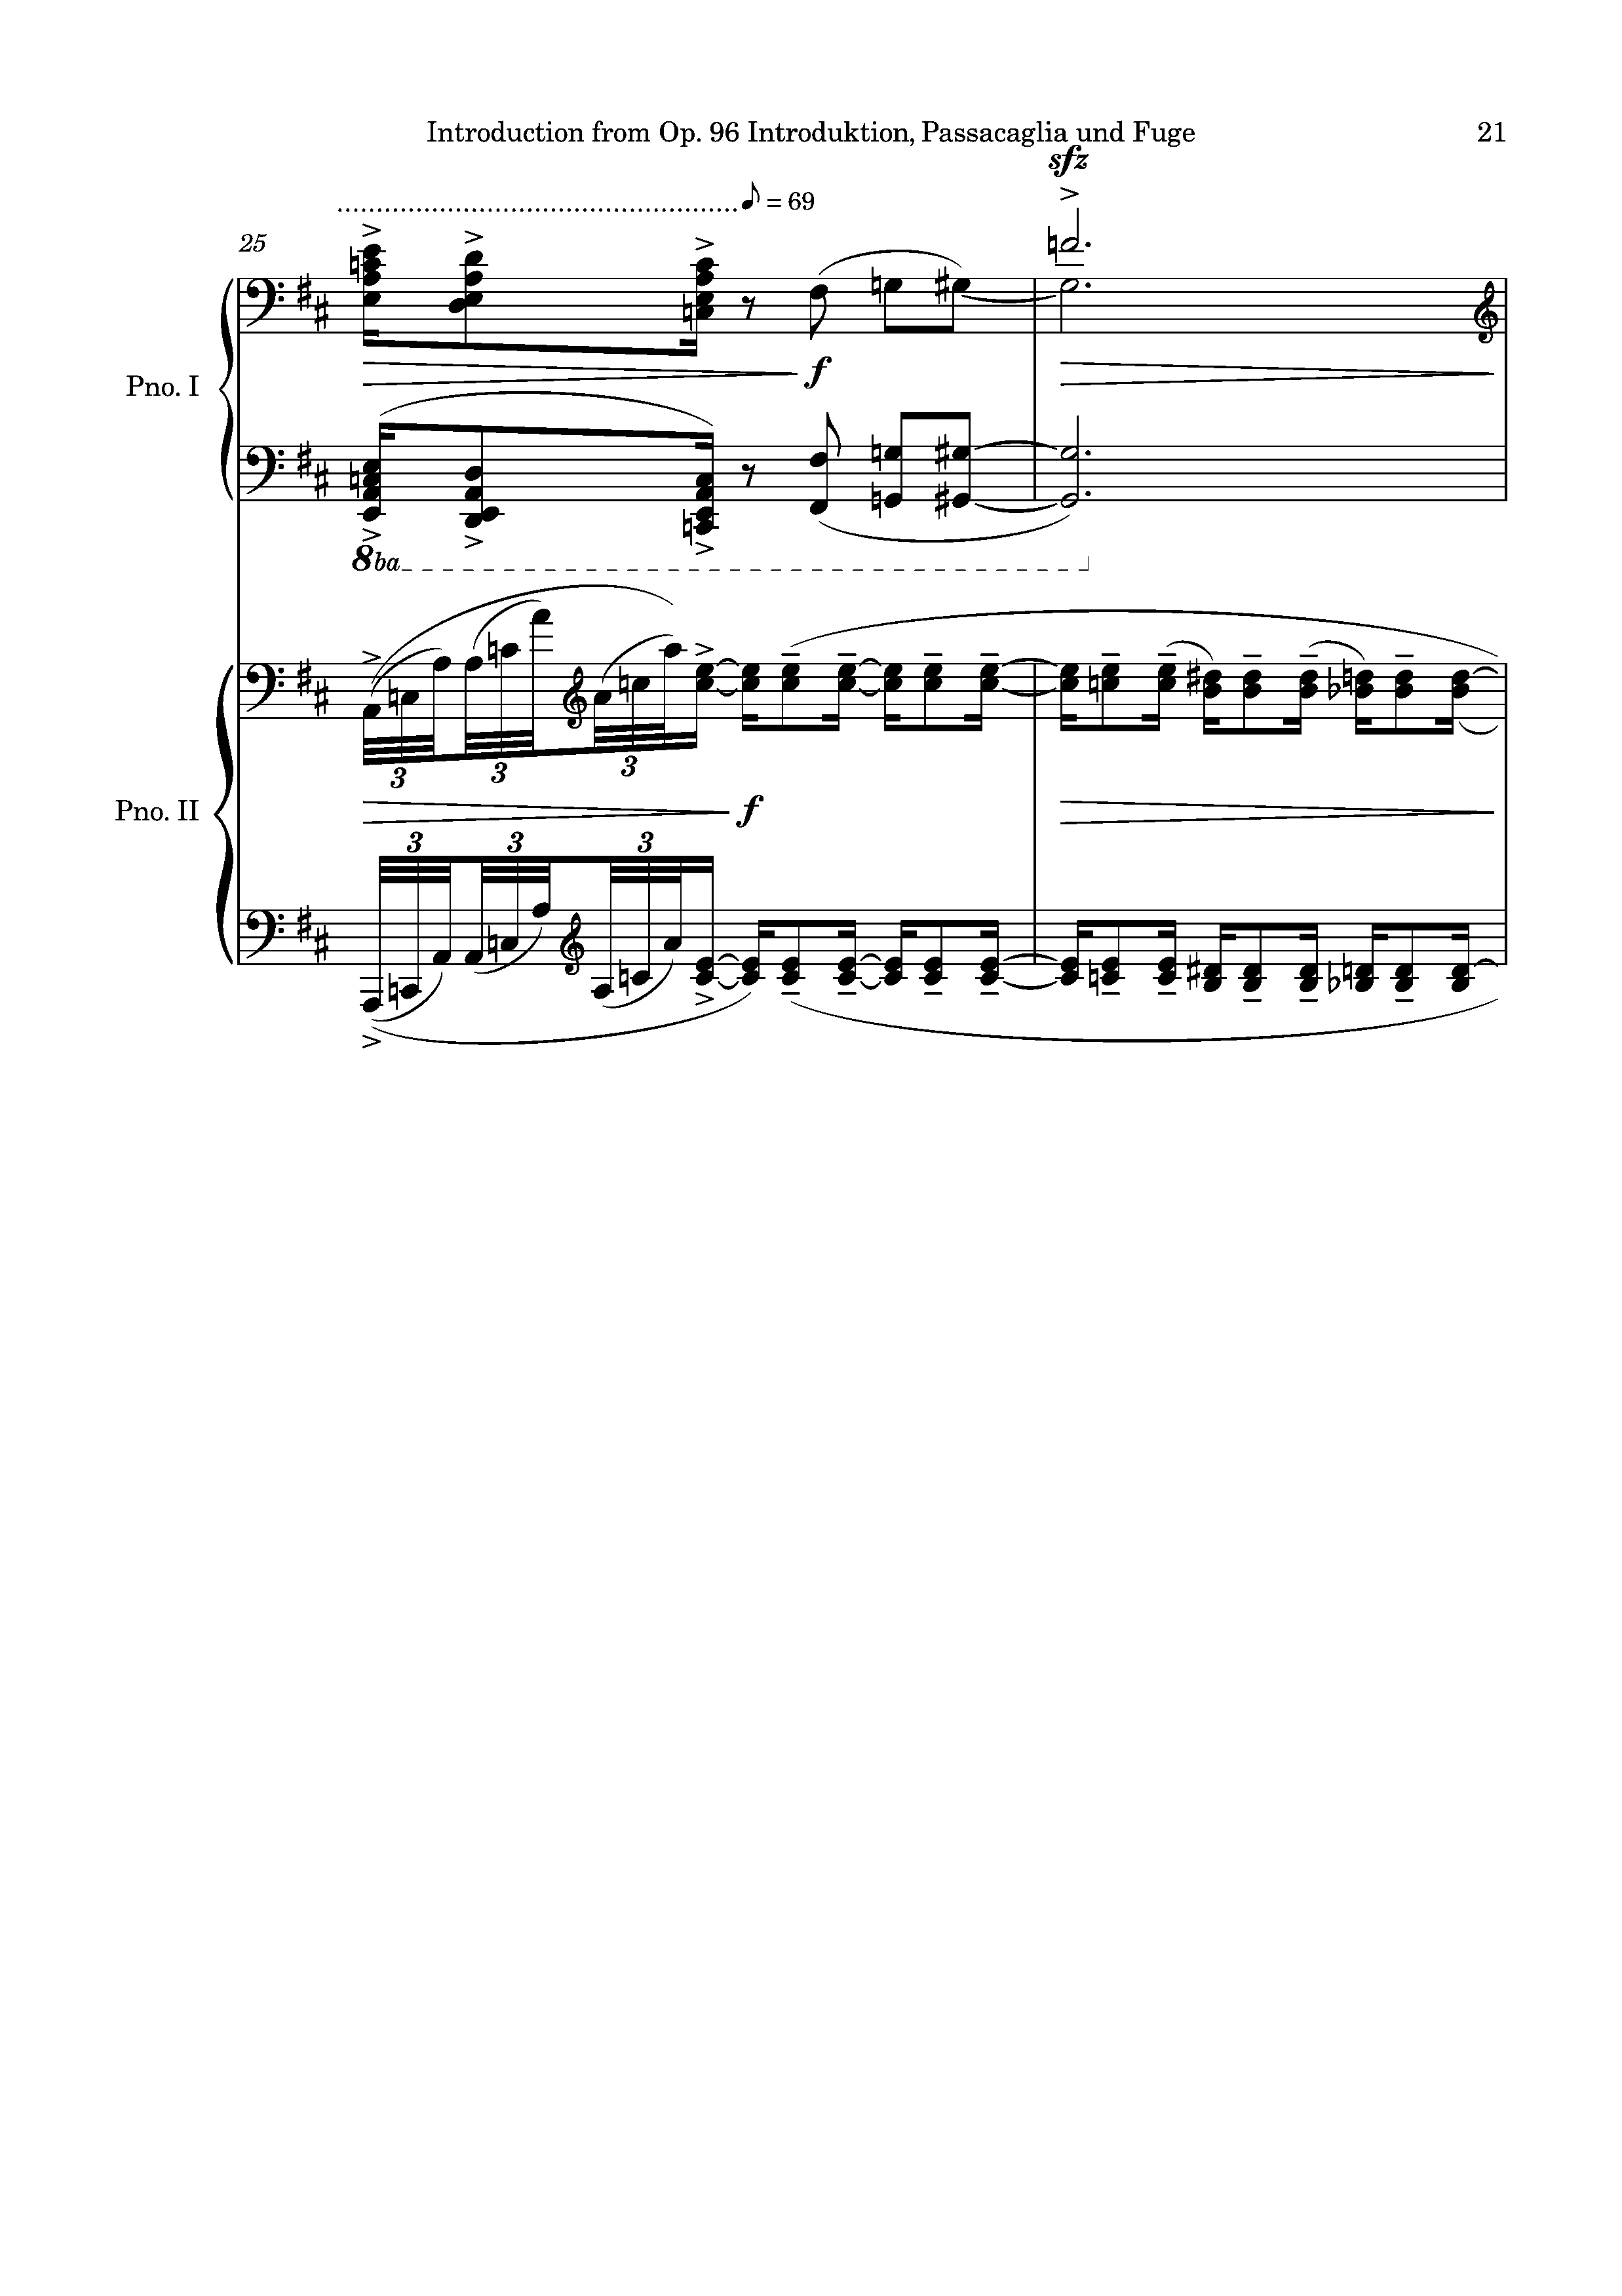 Introduction from Op. 96 Introduktion, Passacaglia und Fuge 21
sfz
= 69
25
Pno. I
f
8ba
3 3 3
Pno. II
f
3 3 3